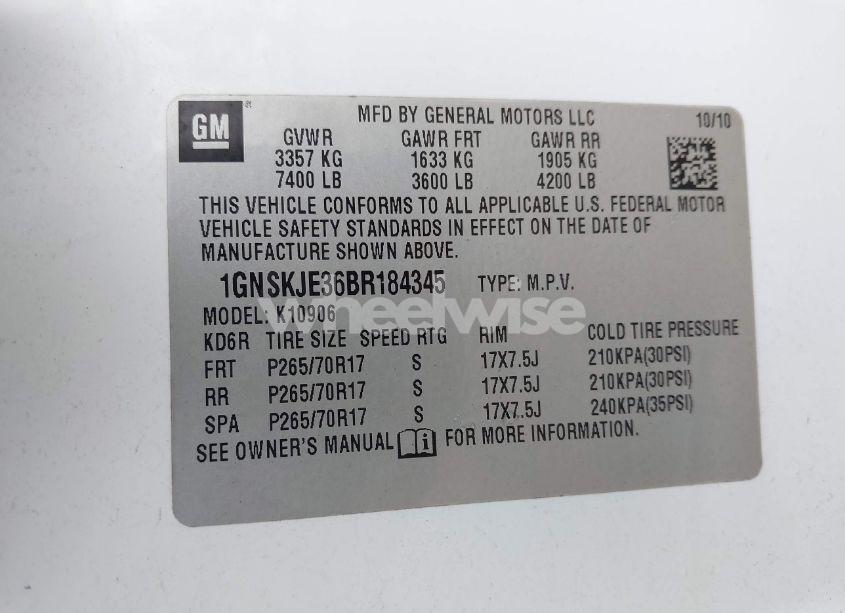 GM
MFD BY GENERAL MOTORS LLC 10/10
GVWR GAWR FRT GAWR RR
3357 KG 1633 KG 1905 KG
7400 LB 3600 LB 4200 LB
THIS VEHICLE CONFORMS TO ALL APPLICABLE U.S. FEDERAL MOTOR
VEHICLE SAFETY STANDARDS IN EFFECT ON THE DATE OF
MANUFACTURE SHOWN ABOVE.
1GNSKJE36BR184345 TYPE: M.P.V.
wheelwise
MODEL: K10906
KD6R TIRE SIZE SPEED RTG RIM COLD TIRE PRESSURE
FRT P265/70R17 S 17X7.5J 210KPA(30PSI)
RR P265/70R17 S 17X7.5J 210KPA(30PSI)
SPA P265/70R17 S 17X7.5J 240KPA(35PSI)
SEE OWNER'S MANUAL i FOR MORE INFORMATION.